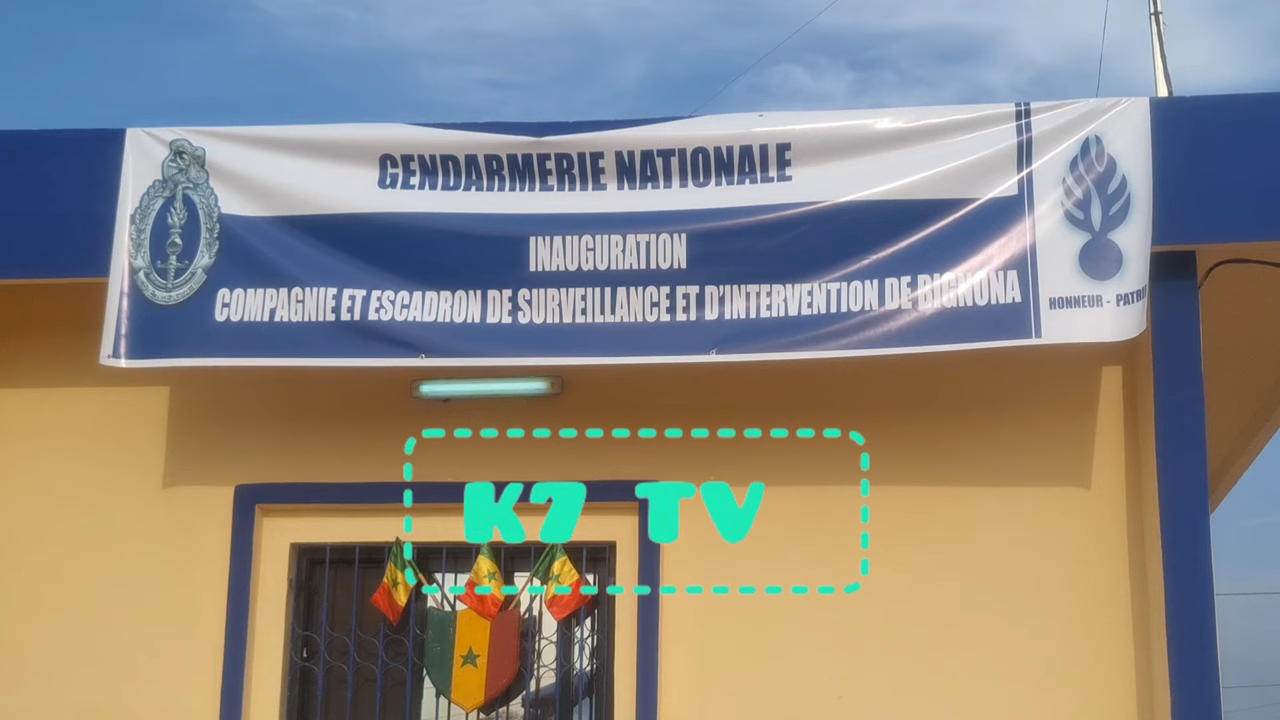 GENDARMERIE NATIONALE
INAUGURATION
COMPAGNIE ET ESCADRON DE SURVEILLANCE ET D'INTERVENTION DE BIGNONA
HONNEUR - PATRI
K7 TV